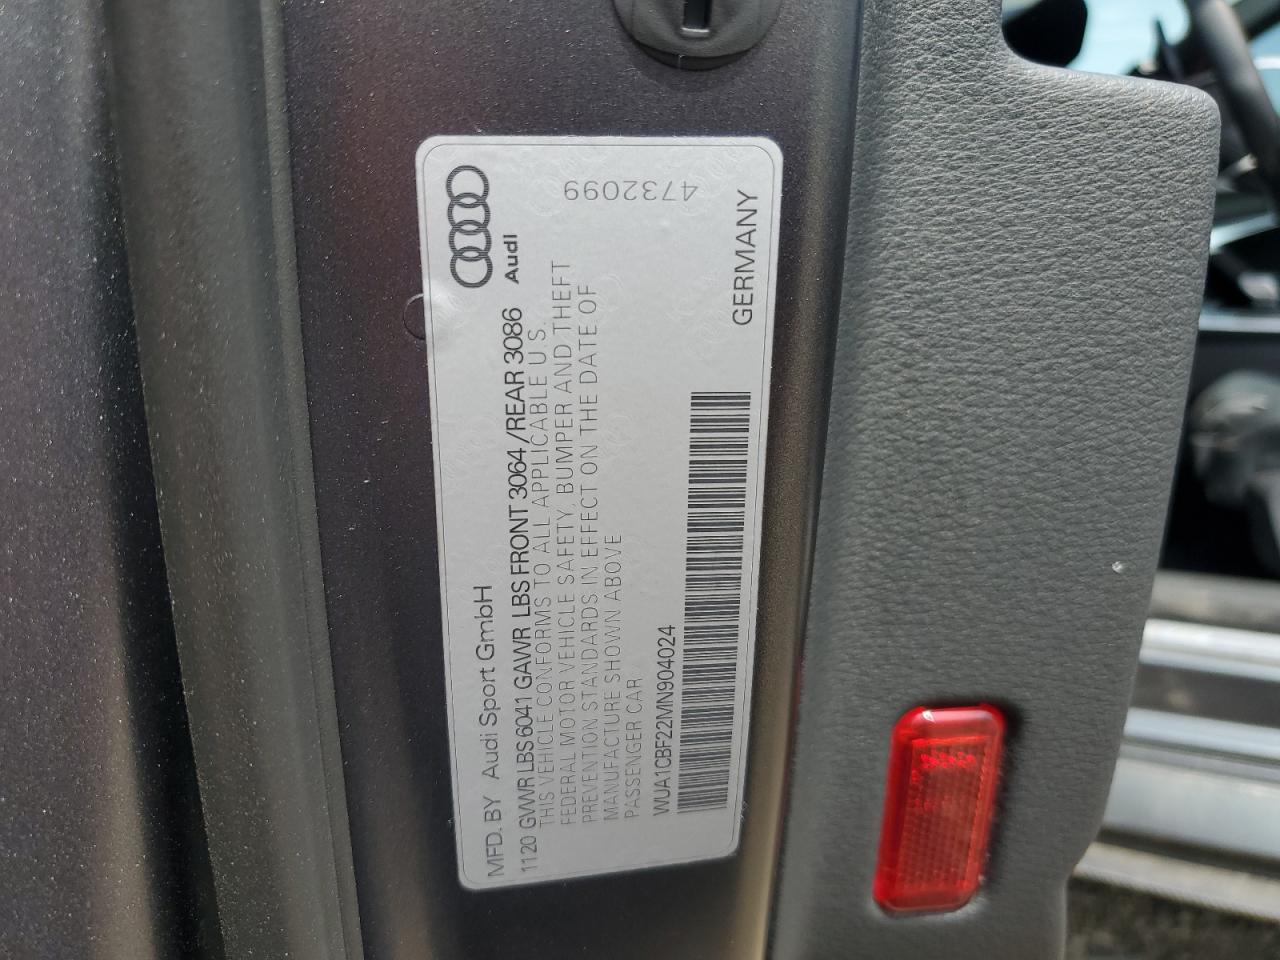 MFD. BY Audi Sport GmbH
Audi
1120 GVWR LBS 6041 GAWR LBS FRONT 3064/REAR 3086
THIS VEHICLE CONFORMS TO ALL APPLICABLE U.S.
FEDERAL MOTOR VEHICLE SAFETY, BUMPER AND THEFT
PREVENTION STANDARDS IN EFFECT ON THE DATE OF
MANUFACTURE SHOWN ABOVE
PASSENGER CAR
WUA1CBF22MN904024
GERMANY
4732099